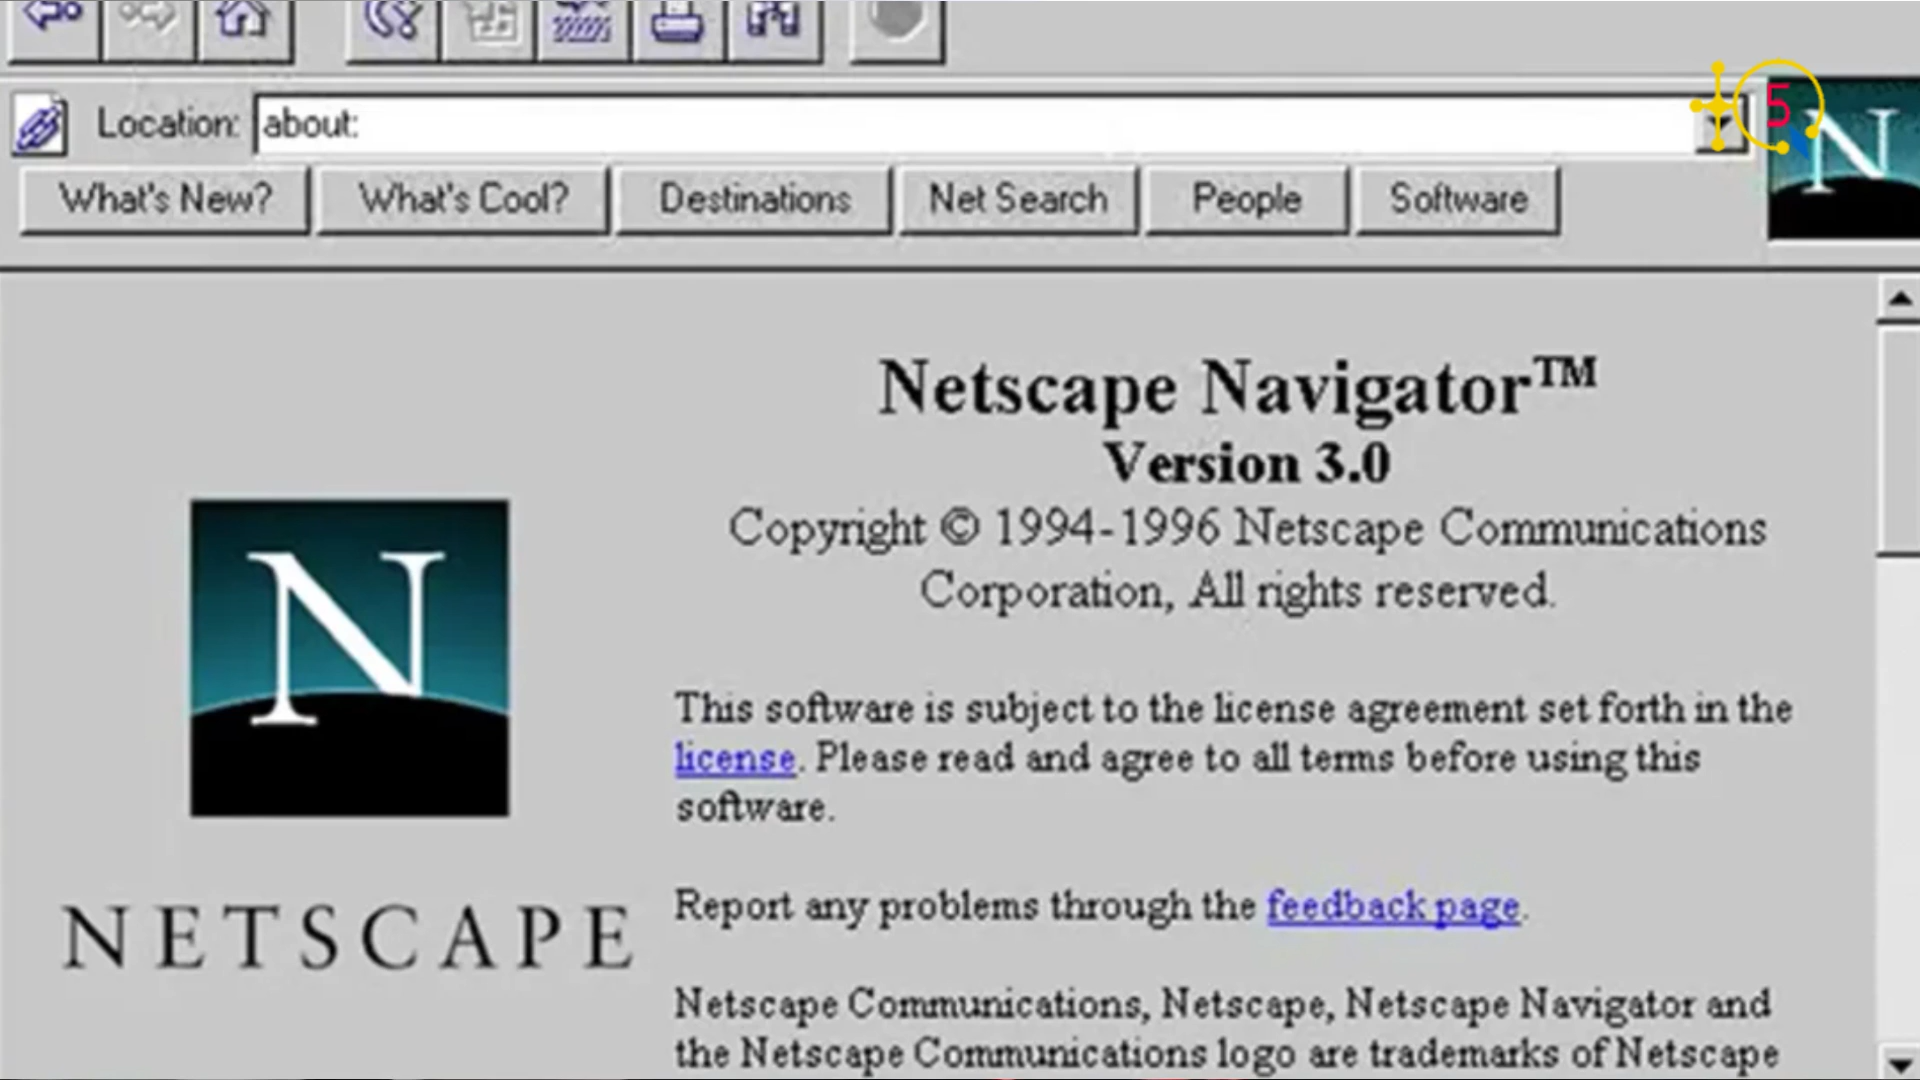 Location: about:
What's New? What's Cool? Destinations Net Search People Software
5
N
Netscape Navigator™
Version 3.0
Copyright © 1994-1996 Netscape Communications
Corporation, All rights reserved.
N
NETSCAPE
This software is subject to the license agreement set forth in the
license. Please read and agree to all terms before using this
software.
Report any problems through the feedback page.
Netscape Communications, Netscape, Netscape Navigator and
the Netscape Communications logo are trademarks of Netscape